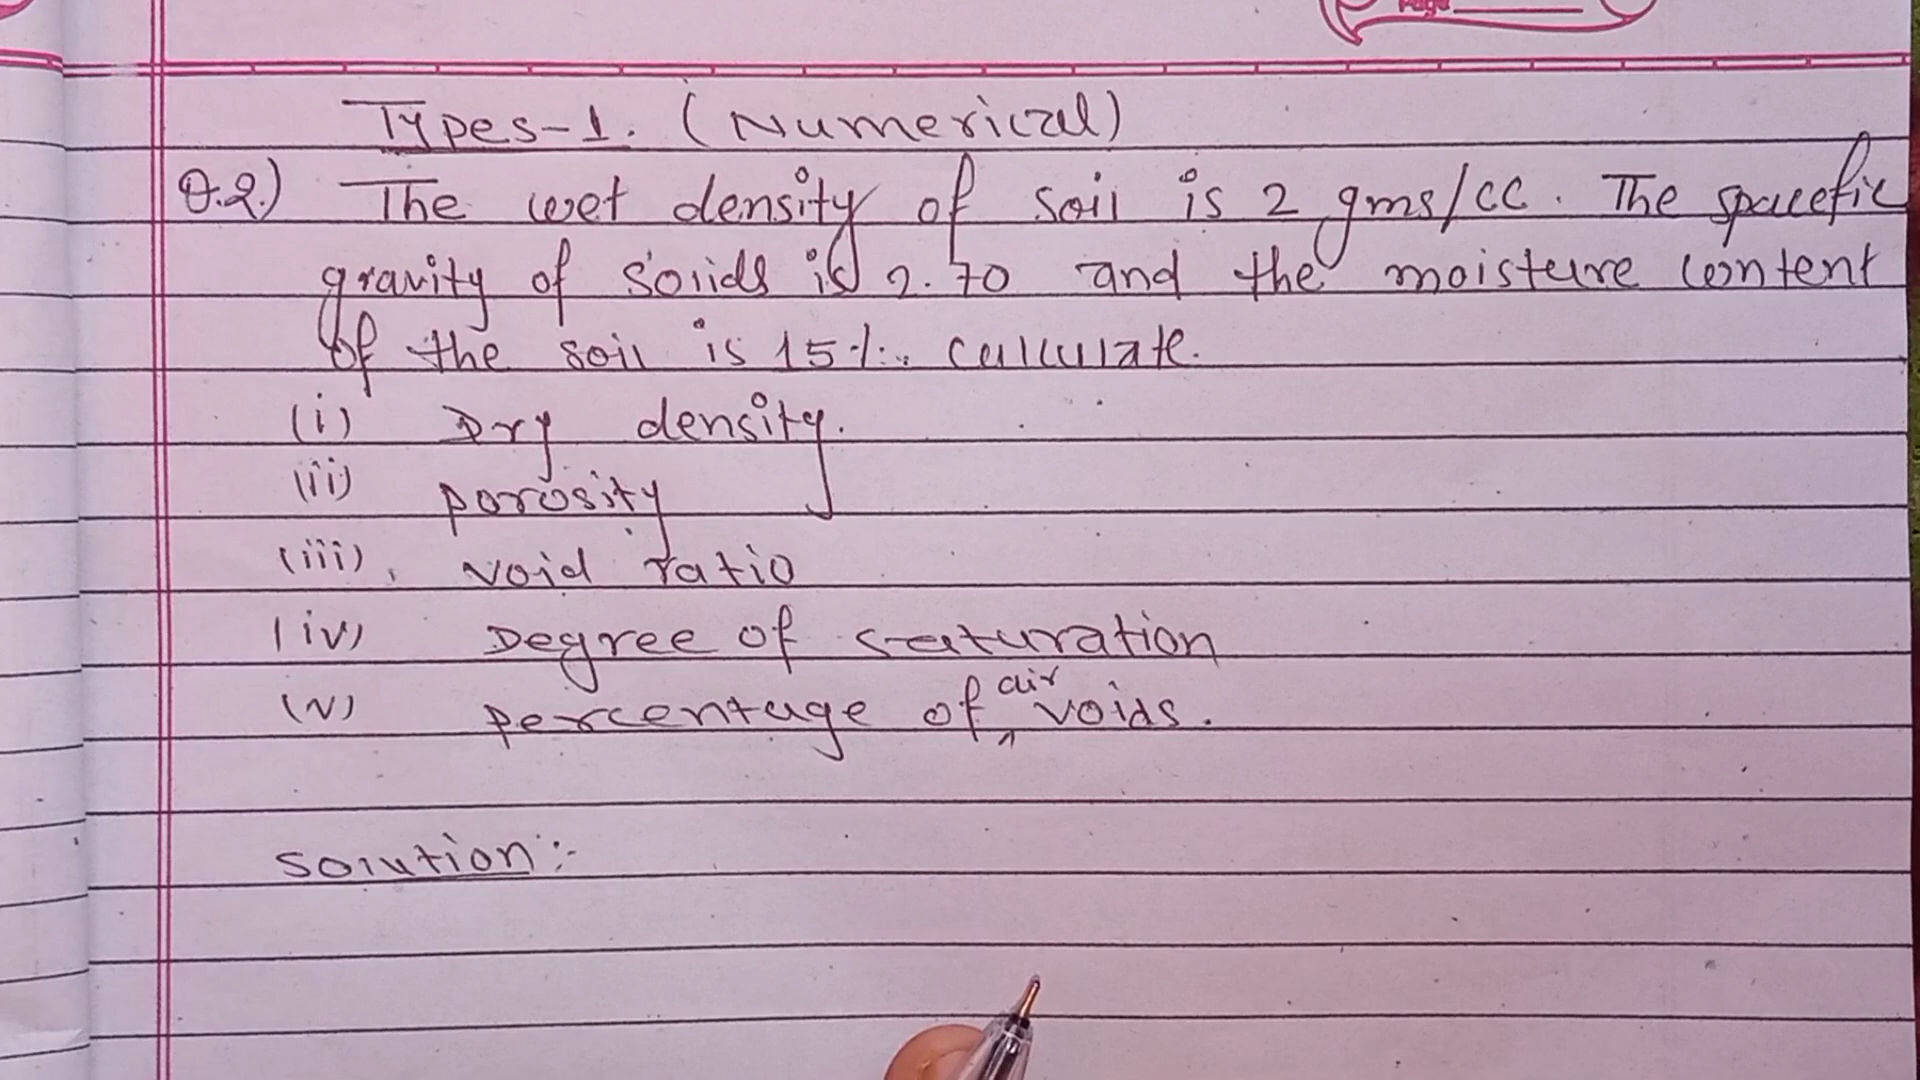 Page
Types-1. (Numerical)
Q.2.) The wet density of soil is 2 gms/cc. The specefic
gravity of solids is 2.70 and the moisture content
of the soil is 15%. calculate.
(i) Dry density.
(ii) porosity
(iii) void ratio
(iv) Degree of saturation
(v) percentage of air voids.
Solution:-